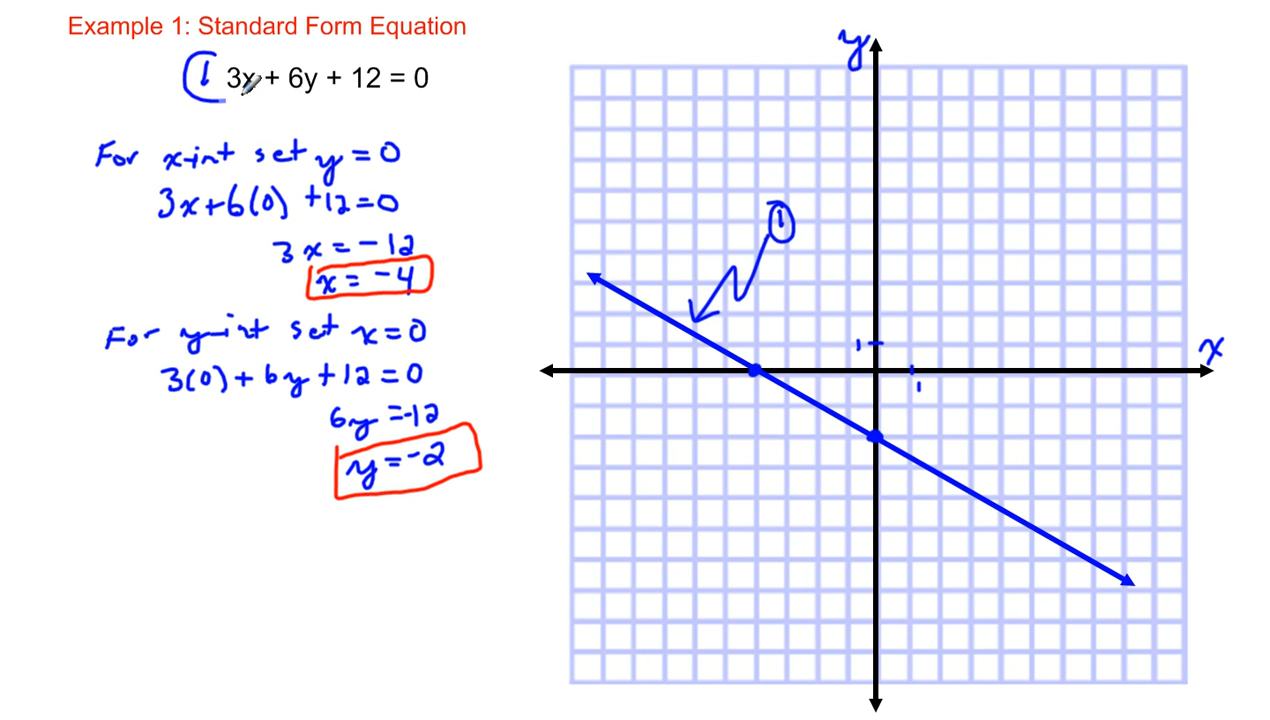 Example 1: Standard Form Equation
1 3x + 6y + 12 = 0
For x-int set y = 0
3x + 6(0) + 12 = 0
3x = -12
x = -4
For y-int set x = 0
3(0) + 6y + 12 = 0
6y = -12
y = -2
y
1
1
x
1